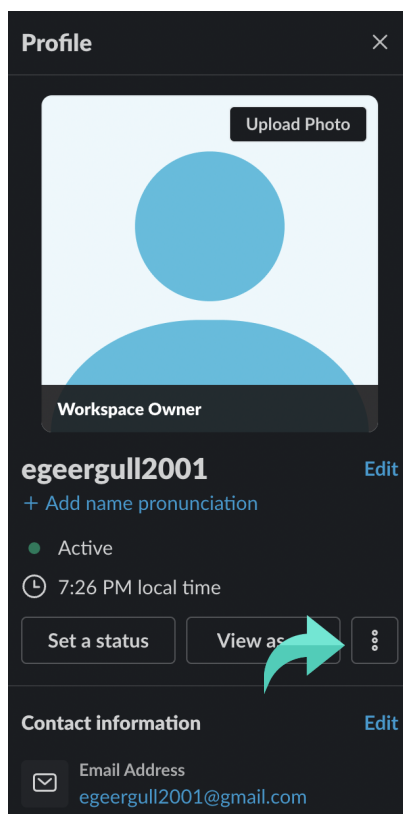 Profile
Upload Photo
Workspace Owner
egeergull2001
Edit
+ Add name pronunciation
Active
7:26 PM local time
Set a status
View as
Contact information
Edit
Email Address
egeergull2001@gmail.com